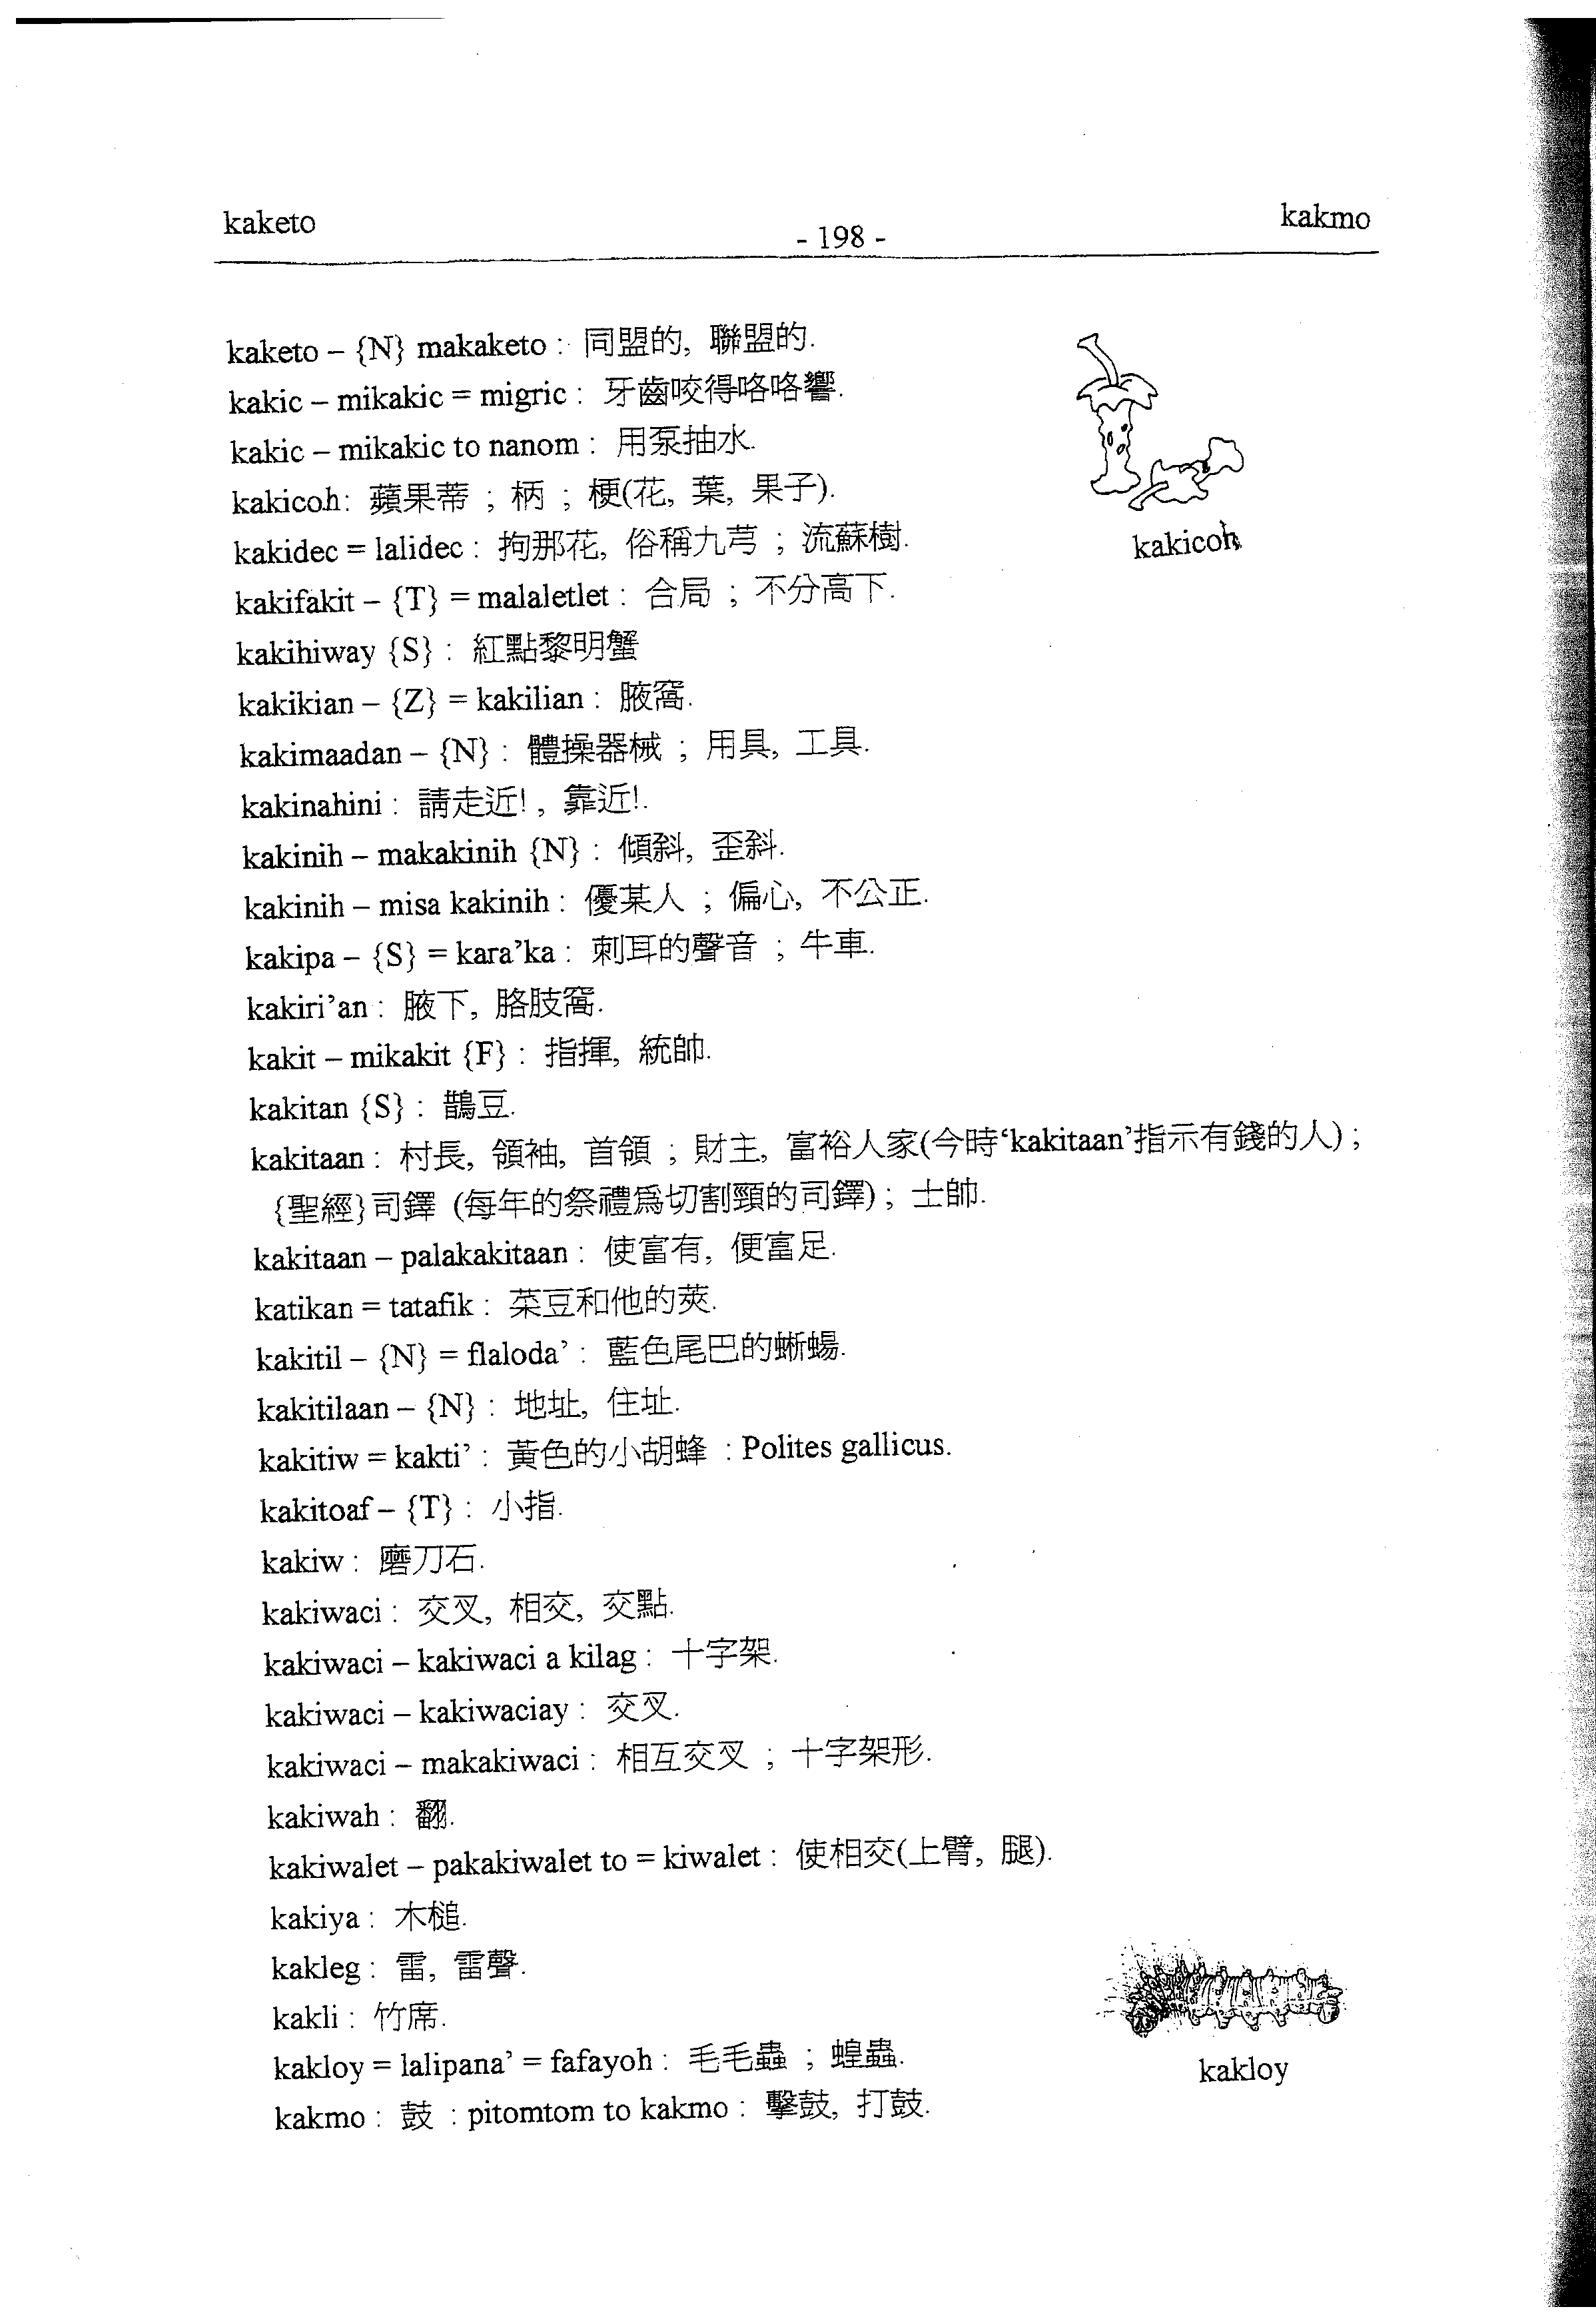 kaketo
- 198 -
kakmo
kaketo – {N} makaketo : 同盟的, 聯盟的.
kakic – mikakic = migric : 牙齒咬得咯咯響.
kakic – mikakic to nanom : 用泵抽水.
kakicoh: 蘋果蒂 ; 柄 ; 梗(花, 葉, 果子).
kakidec = lalidec : 拘那花, 俗稱九芎 ; 流蘇樹.
kakicoh
kakifakit – {T} = malaletlet : 合局 ; 不分高下.
kakihiway {S} : 紅點黎明蟹
kakikian – {Z} = kakilian : 腋窩.
kakimaadan – {N} : 體操器械 ; 用具, 工具.
kakinahini : 請走近! , 靠近!.
kakinih – makakinih {N} : 傾斜, 歪斜.
kakinih – misa kakinih : 優某人 ; 偏心, 不公正.
kakipa – {S} = kara’ka : 刺耳的聲音 ; 牛車.
kakiri’an : 腋下, 胳肢窩.
kakit – mikakit {F} : 指揮, 統帥.
kakitan {S} : 鵲豆.
kakitaan : 村長, 領袖, 首領 ; 財主, 富裕人家(今時‘kakitaan’指示有錢的人) ;
{聖經}司鐸 (每年的祭禮爲切割頸的司鐸) ; 士帥.
kakitaan – palakakitaan : 使富有, 便富足.
katikan = tatafik : 菜豆和他的莢.
kakitil – {N} = flaloda’ : 藍色尾巴的蜥蜴.
kakitilaan – {N} : 地址, 住址.
kakitiw = kakti’ : 黃色的小胡蜂 : Polites gallicus.
kakitoaf – {T} : 小指.
kakiw : 磨刀石.
kakiwaci : 交叉, 相交, 交點.
kakiwaci – kakiwaci a kilag : 十字架.
kakiwaci – kakiwaciay : 交叉.
kakiwaci – makakiwaci : 相互交叉 ; 十字架形.
kakiwah : 翻.
kakiwalet – pakakiwalet to = kiwalet : 使相交(上臂, 腿).
kakiya : 木槌.
kakleg : 雷, 雷聲.
kakli : 竹席.
kakloy = lalipana’ = fafayoh : 毛毛蟲 ; 蝗蟲.
kakloy
kakmo : 鼓 : pitomtom to kakmo : 擊鼓, 打鼓.